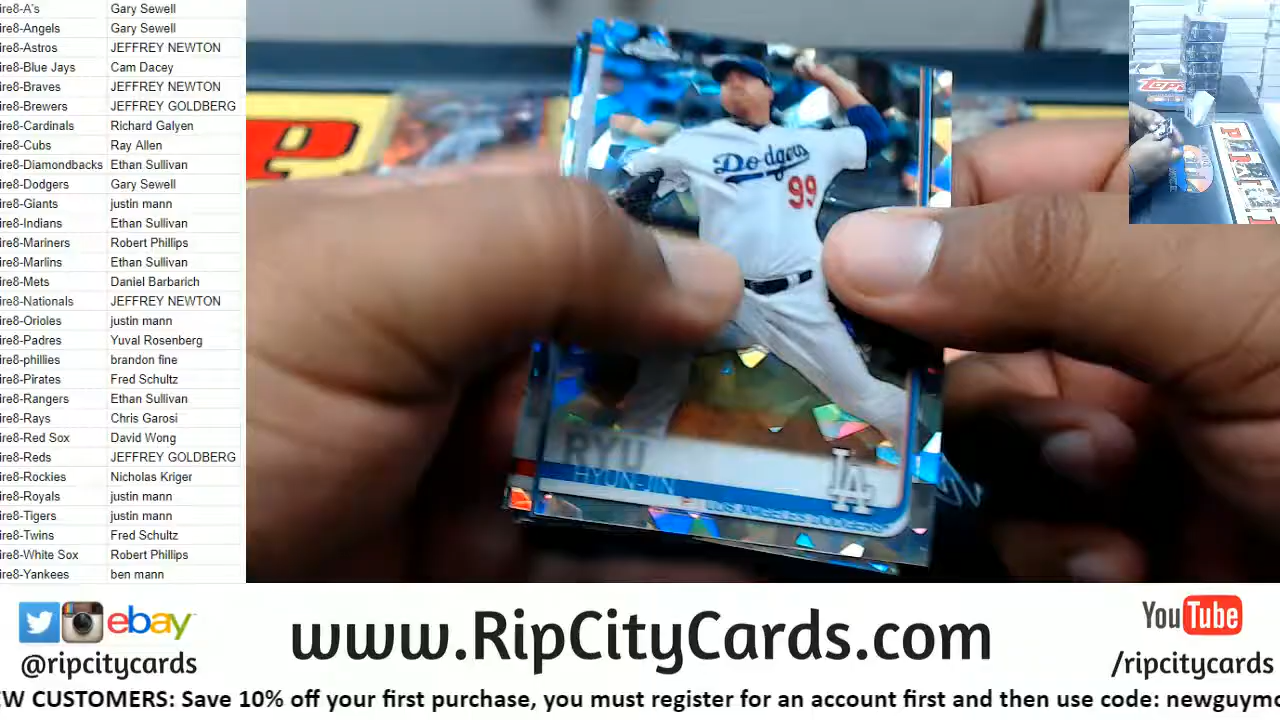 ire8-A's Gary Sewell
ire8-Angels Gary Sewell
ire8-Astros JEFFREY NEWTON
ire8-Blue Jays Cam Dacey
ire8-Braves JEFFREY NEWTON
ire8-Brewers JEFFREY GOLDBERG
ire8-Cardinals Richard Galyen
ire8-Cubs Ray Allen
ire8-Diamondbacks Ethan Sullivan
ire8-Dodgers Gary Sewell
ire8-Giants justin mann
ire8-Indians Ethan Sullivan
ire8-Mariners Robert Phillips
ire8-Marlins Ethan Sullivan
ire8-Mets Daniel Barbarich
ire8-Nationals JEFFREY NEWTON
ire8-Orioles justin mann
ire8-Padres Yuval Rosenberg
ire8-phillies brandon fine
ire8-Pirates Fred Schultz
ire8-Rangers Ethan Sullivan
ire8-Rays Chris Garosi
ire8-Red Sox David Wong
ire8-Reds JEFFREY GOLDBERG
ire8-Rockies Nicholas Kriger
ire8-Royals justin mann
ire8-Tigers justin mann
ire8-Twins Fred Schultz
ire8-White Sox Robert Phillips
ire8-Yankees ben mann
P
Dodgers
99
RYU
HYUN-JIN
LA
LOS ANGELES DODGERS
ebay
@ripcitycards
www.RipCityCards.com
YouTube
/ripcitycards
EW CUSTOMERS: Save 10% off your first purchase, you must register for an account first and then use code: newguymo